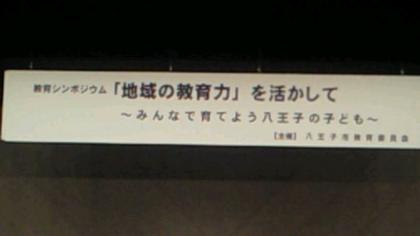 教育シンポジウム「地域の教育力」を活かして
～みんなで育てよう八王子の子ども～
【主催】八王子市教育委員会